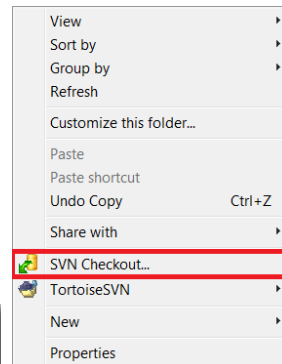 View
Sort by
Group by
Refresh
Customize this folder...
Paste
Paste shortcut
Undo Copy Ctrl+Z
Share with
SVN Checkout...
TortoiseSVN
New
Properties